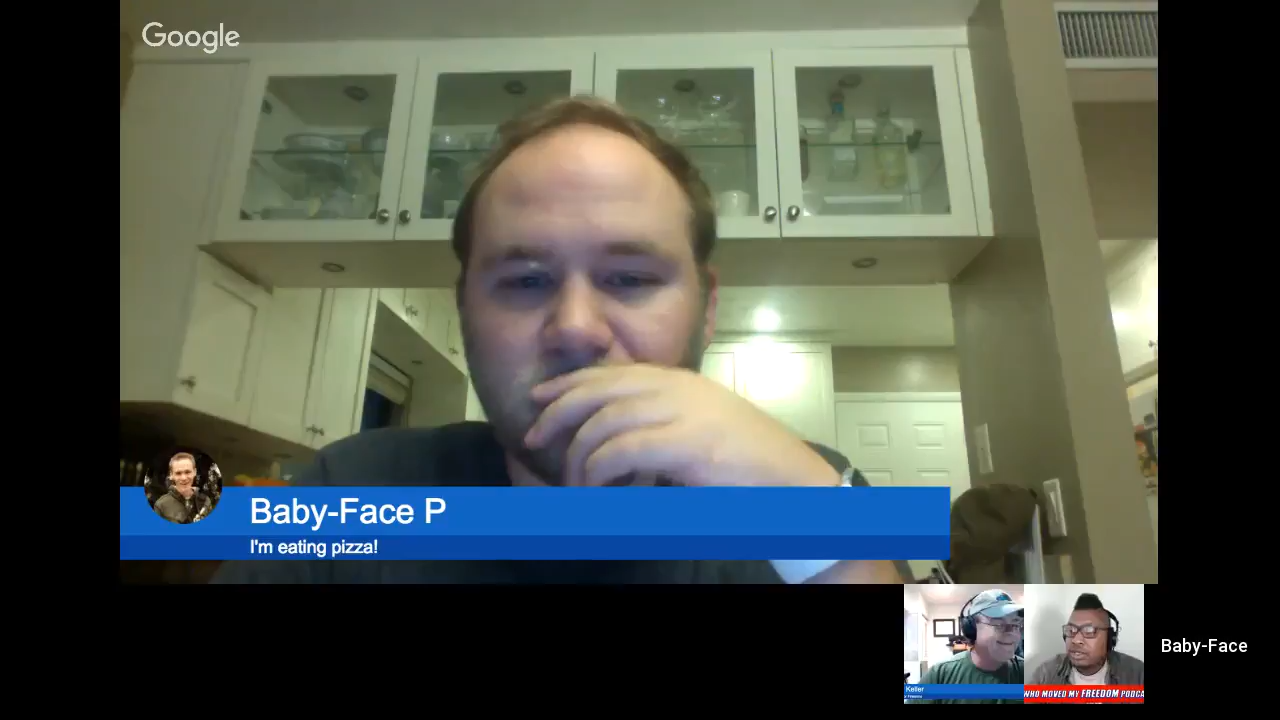 Google
Baby-Face P
I'm eating pizza!
Keller
WHO MOVED MY FREEDOM PODCA
Baby-Face